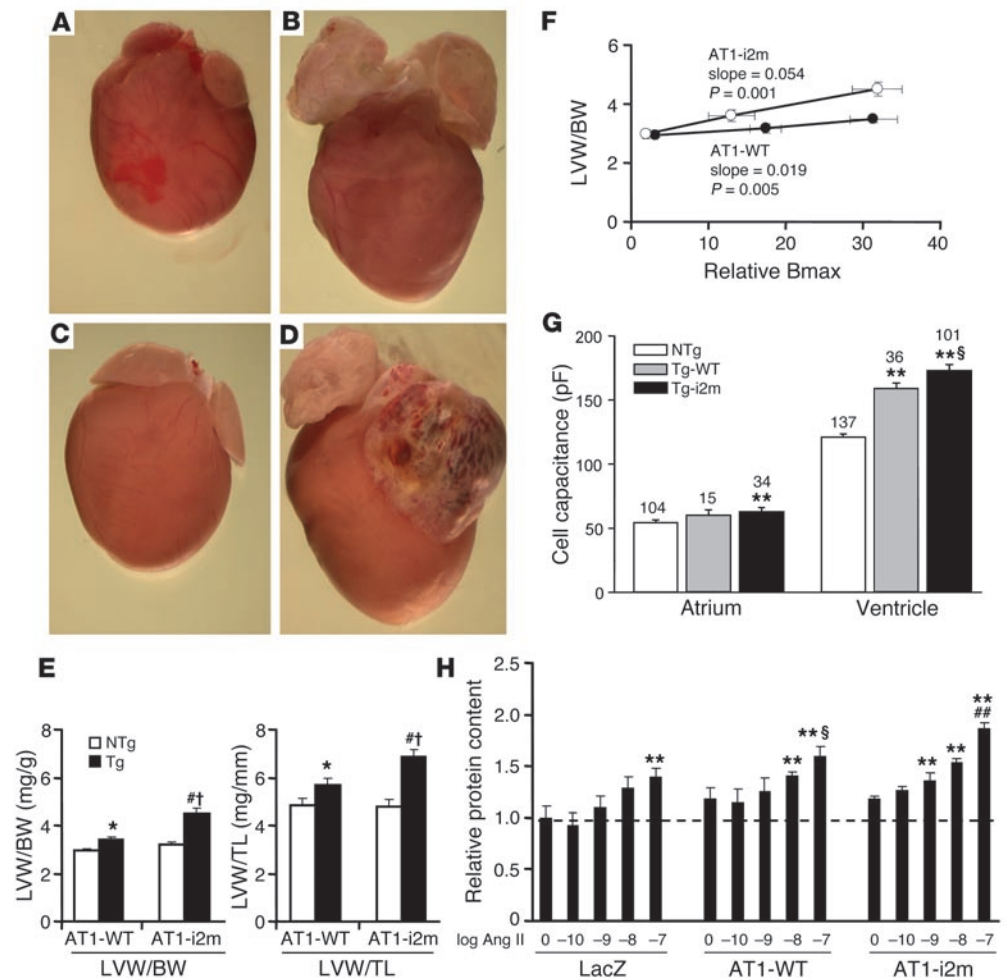 A
B
C
D
E
8
6
4
2
0
LVW/BW (mg/g)
NTg
Tg
*
#†
AT1-WT AT1-i2m
LVW/BW
8
6
4
2
0
LVW/TL (mg/mm)
*
#†
AT1-WT AT1-i2m
LVW/TL
F
6
4
2
0
LVW/BW
AT1-i2m
slope = 0.054
P = 0.001
AT1-WT
slope = 0.019
P = 0.005
0 10 20 30 40
Relative Bmax
G
200
150
100
50
0
Cell capacitance (pF)
NTg
Tg-WT
Tg-i2m
104
15
34
**
137
36
**
101
**§
Atrium Ventricle
H
2.5
2.0
1.5
1.0
0.5
0
Relative protein content
**
**
**§
**
**
**
##
log Ang II 0 –10 –9 –8 –7 0 –10 –9 –8 –7 0 –10 –9 –8 –7
LacZ AT1-WT AT1-i2m